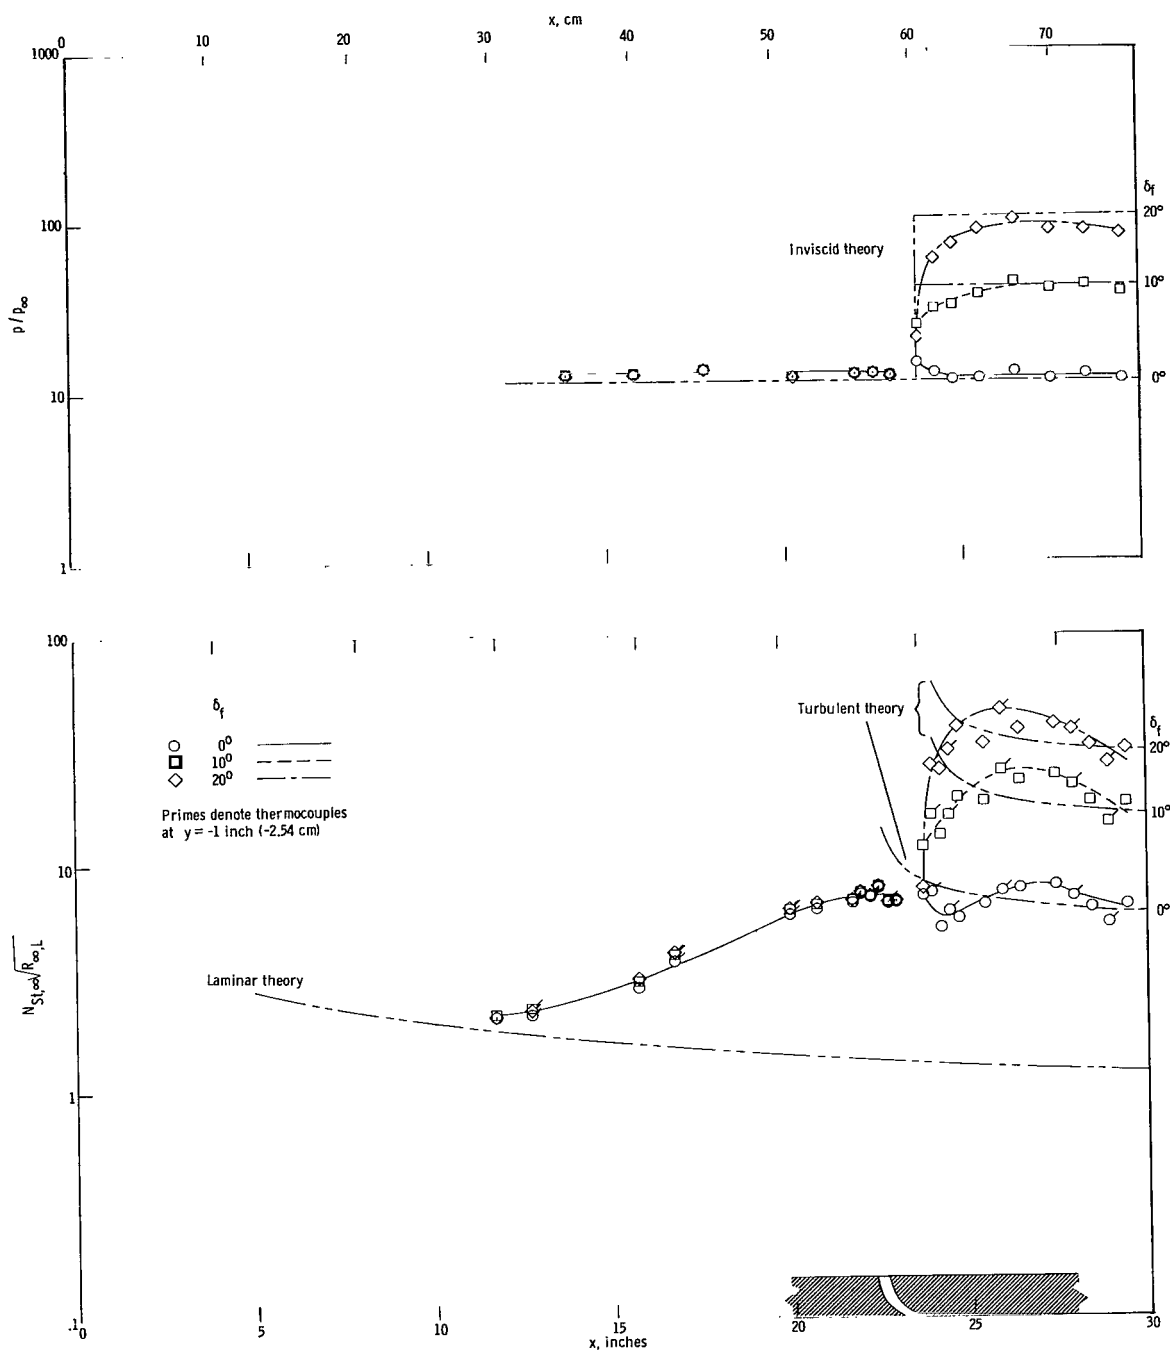 x, cm
0 10 20 30 40 50 60 70
1000
100
10
1
p/p∞
δf
20°
10°
0°
Inviscid theory
100
10
1
.1
N St,∞ √R∞,L
δf
0°
10°
20°
Primes denote thermocouples
at y = -1 inch (-2.54 cm)
Turbulent theory
δf
20°
10°
0°
Laminar theory
0 5 10 15 20 25 30
x, inches